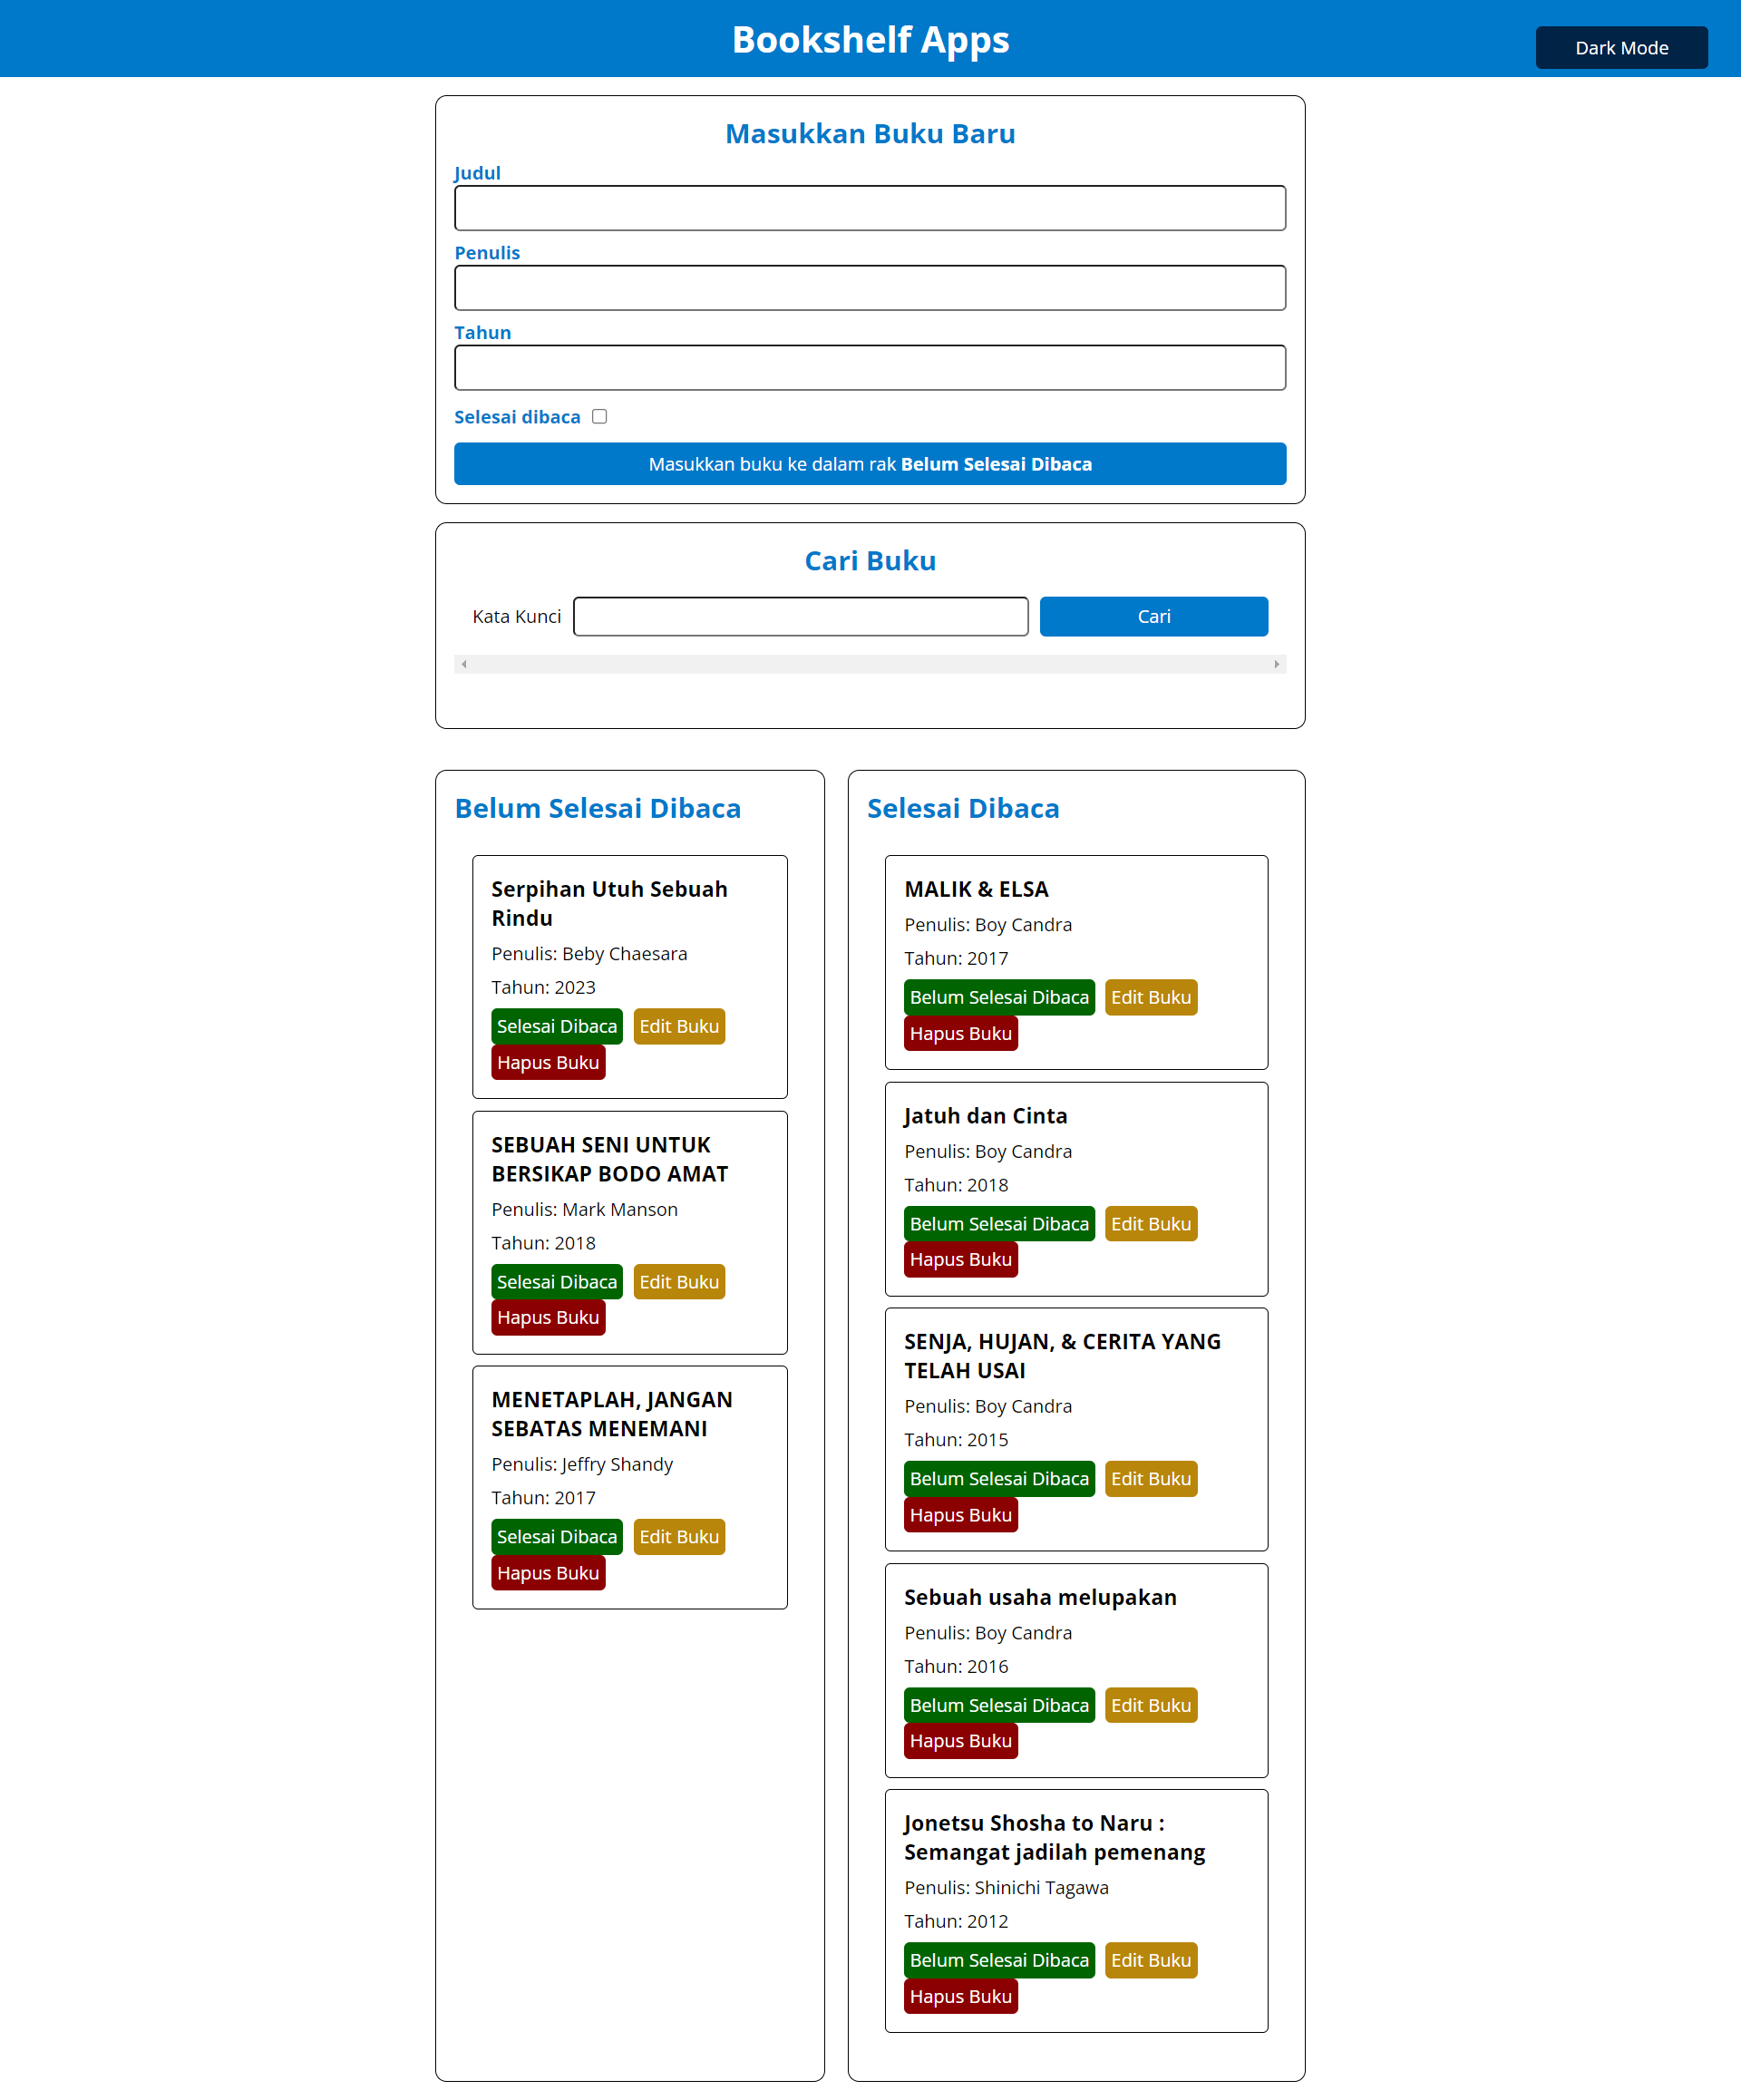 Bookshelf Apps
Dark Mode
Masukkan Buku Baru
Judul
Penulis
Tahun
Selesai dibaca
Masukkan buku ke dalam rak Belum Selesai Dibaca
Cari Buku
Kata Kunci
Cari
Belum Selesai Dibaca
Serpihan Utuh Sebuah
Rindu
Penulis: Beby Chaesara
Tahun: 2023
Selesai Dibaca Edit Buku
Hapus Buku
SEBUAH SENI UNTUK
BERSIKAP BODO AMAT
Penulis: Mark Manson
Tahun: 2018
Selesai Dibaca Edit Buku
Hapus Buku
MENETAPLAH, JANGAN
SEBATAS MENEMANI
Penulis: Jeffry Shandy
Tahun: 2017
Selesai Dibaca Edit Buku
Hapus Buku
Selesai Dibaca
MALIK & ELSA
Penulis: Boy Candra
Tahun: 2017
Belum Selesai Dibaca Edit Buku
Hapus Buku
Jatuh dan Cinta
Penulis: Boy Candra
Tahun: 2018
Belum Selesai Dibaca Edit Buku
Hapus Buku
SENJA, HUJAN, & CERITA YANG
TELAH USAI
Penulis: Boy Candra
Tahun: 2015
Belum Selesai Dibaca Edit Buku
Hapus Buku
Sebuah usaha melupakan
Penulis: Boy Candra
Tahun: 2016
Belum Selesai Dibaca Edit Buku
Hapus Buku
Jonetsu Shosha to Naru :
Semangat jadilah pemenang
Penulis: Shinichi Tagawa
Tahun: 2012
Belum Selesai Dibaca Edit Buku
Hapus Buku